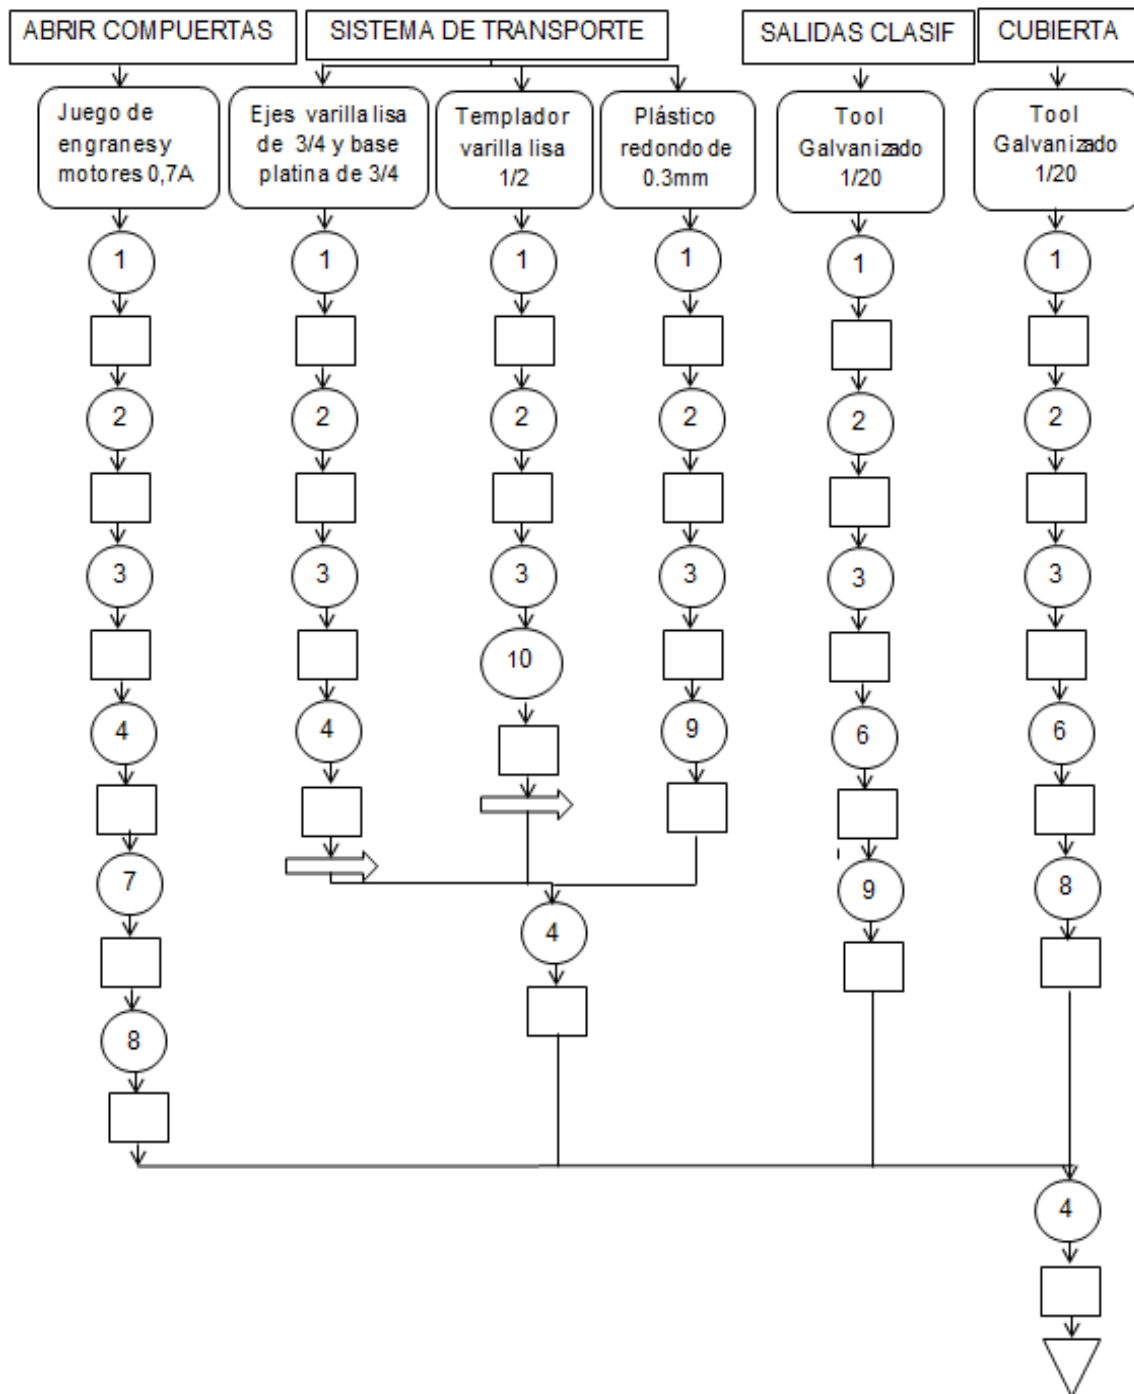 ABRIR COMPUERTAS
SISTEMA DE TRANSPORTE
SALIDAS CLASIF
CUBIERTA
Juego de
engranes y
motores 0,7A
Ejes varilla lisa
de 3/4 y base
platina de 3/4
Templador
varilla lisa
1/2
Plástico
redondo de
0.3mm
Tool
Galvanizado
1/20
Tool
Galvanizado
1/20
1
1
1
1
1
1
2
2
2
2
2
2
3
3
3
3
3
3
4
4
10
9
6
6
7
4
9
8
8
4